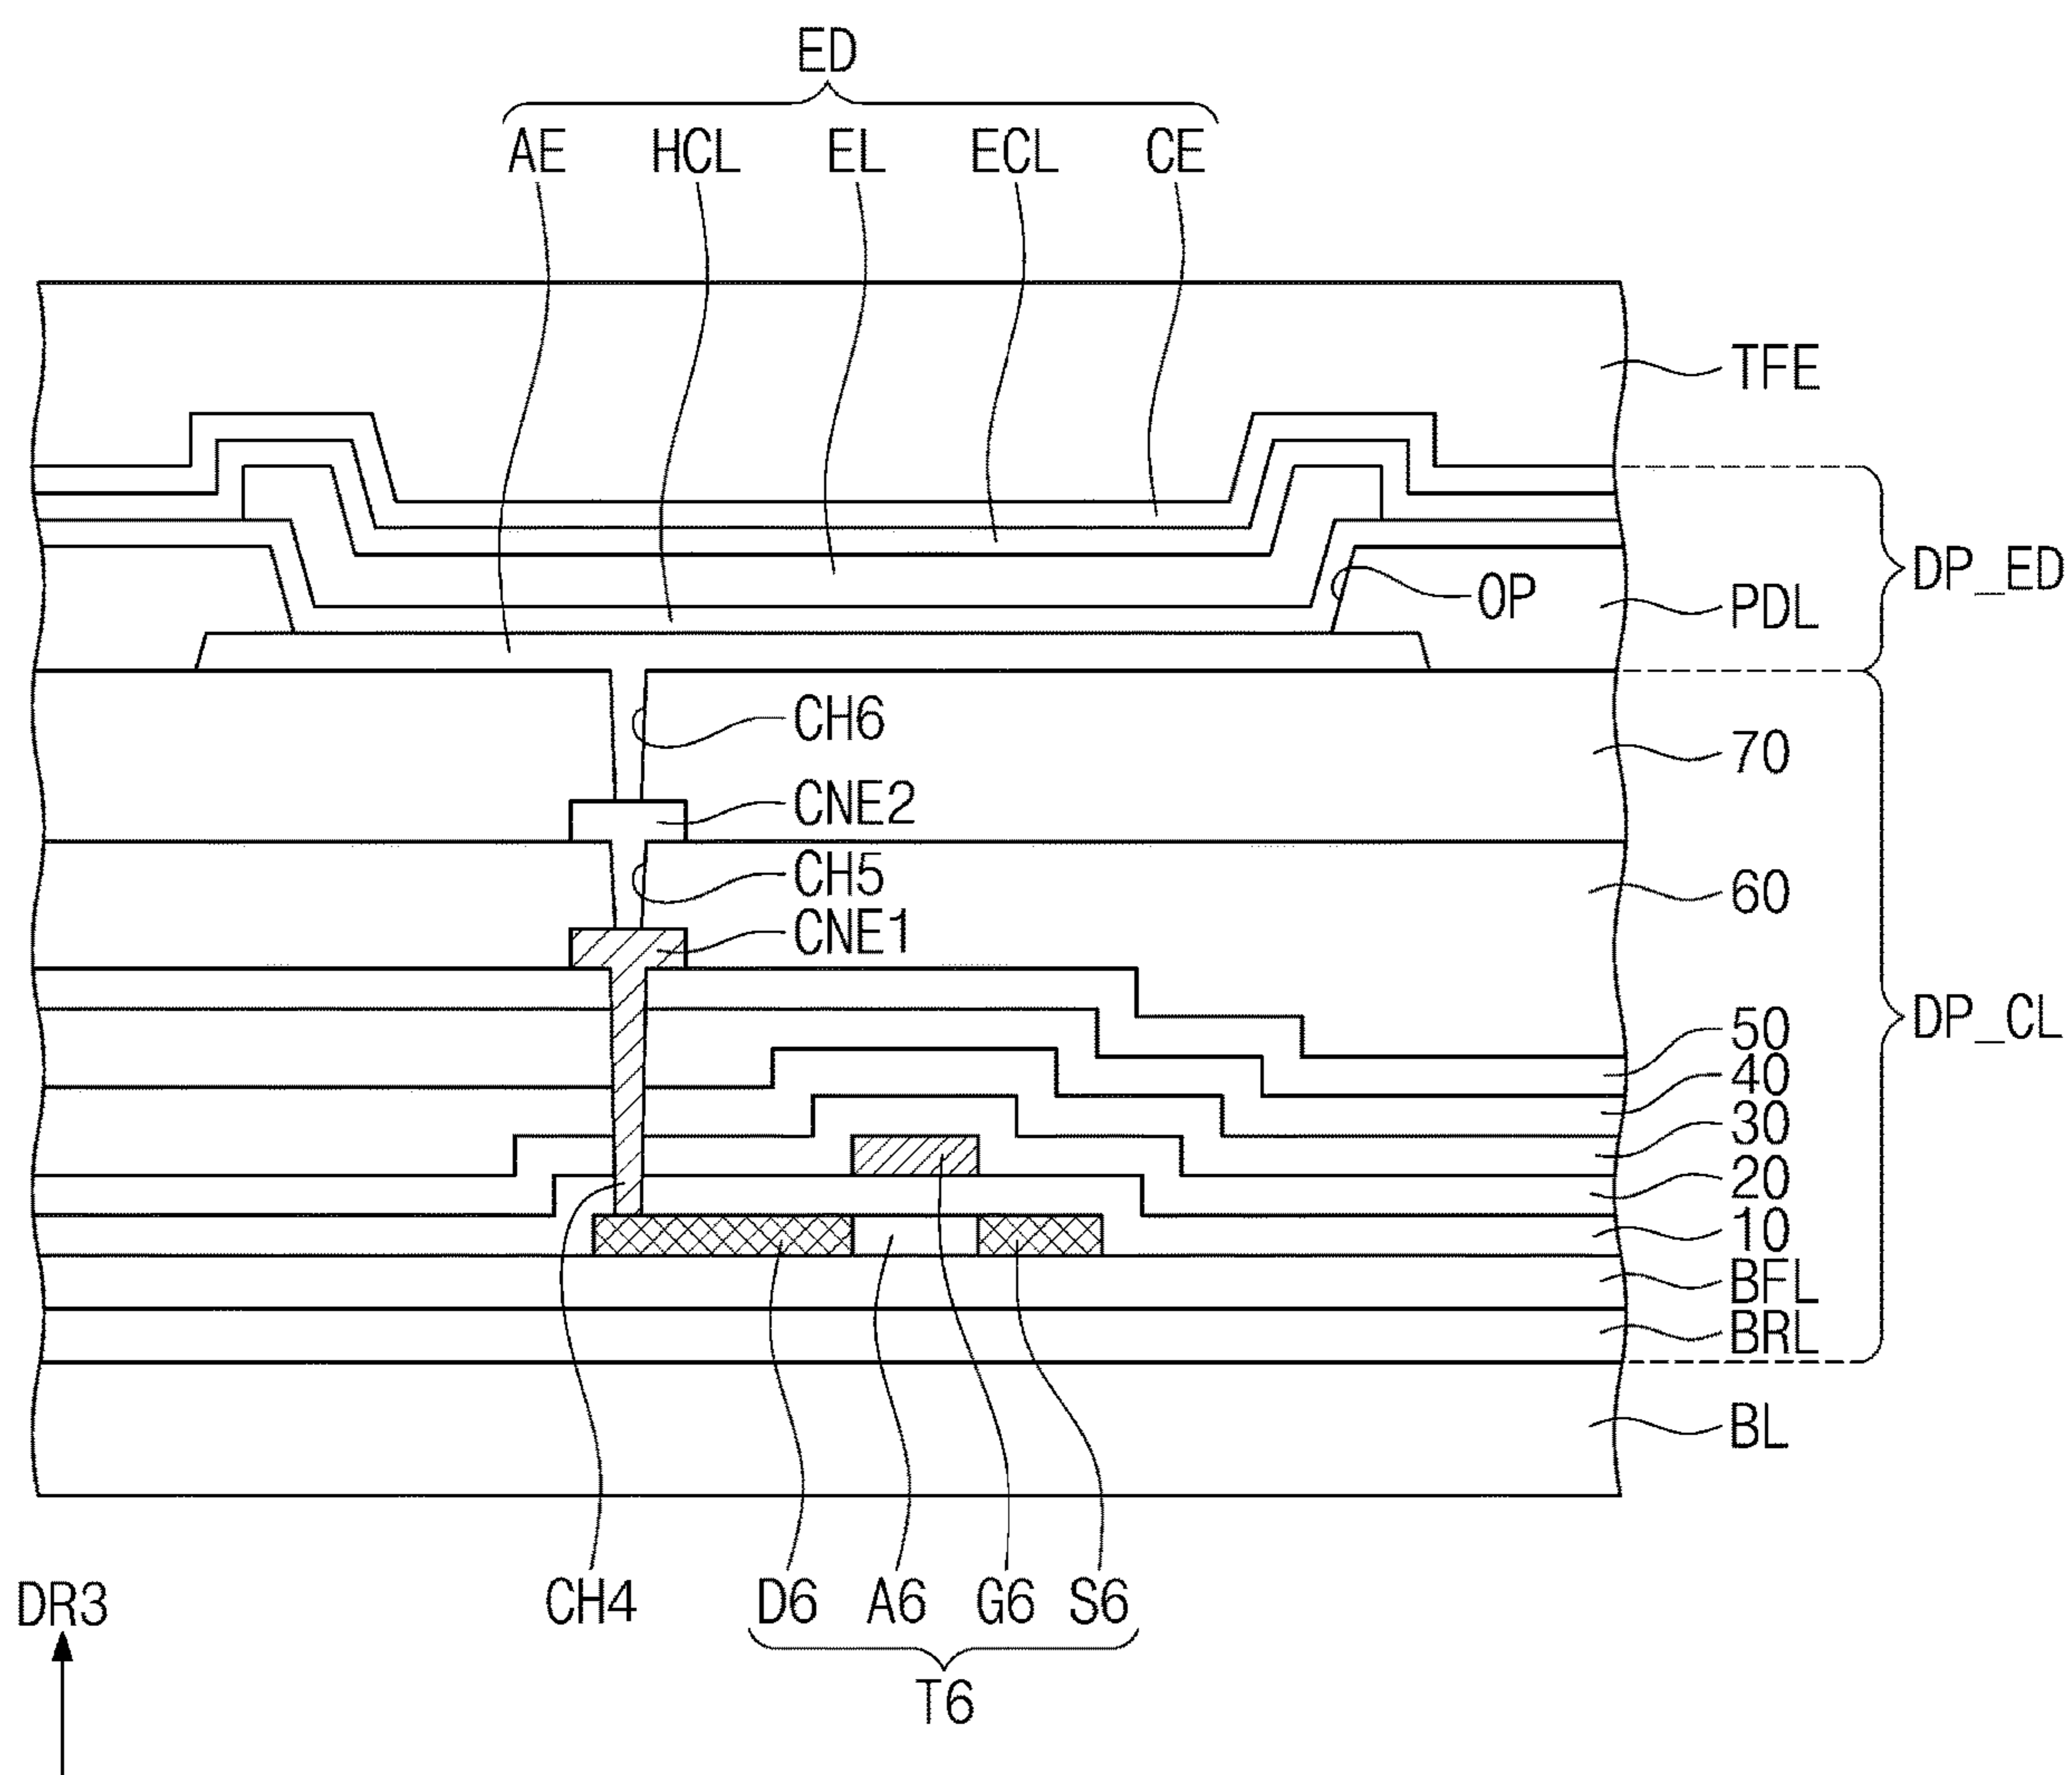 ED
AE HCL EL ECL CE
TFE
DP_ED
OP
PDL
CH6
70
CNE2
CH5
60
CNE1
DP_CL
50
40
30
20
10
BFL
BRL
BL
CH4 D6 A6 G6 S6
DR3
T6